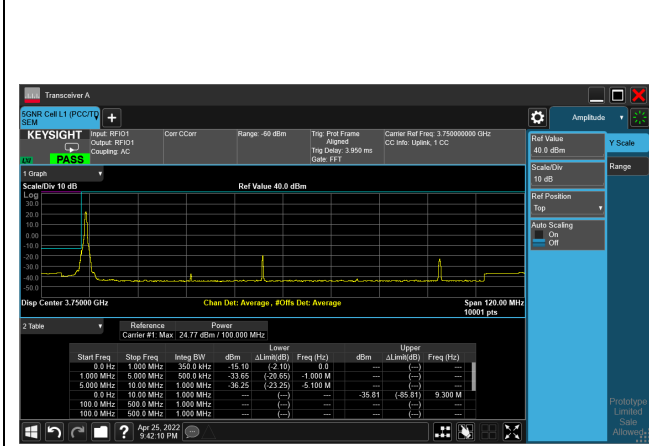 Transceiver A
5GNR Cell L1 (PCC/TD
SEM
Amplitude
KEYSIGHT
Input: RFIO1
Output: RFIO1
Coupling: AC
Corr CCorr
Range: -60 dBm
Trig: Prot Frame
Aligned
Trig Delay: 3.950 ms
Gate: FFT
Carrier Ref Freq: 3.750000000 GHz
CC Info: Uplink, 1 CC
PASS
Ref Value
40.0 dBm
Y Scale
Scale/Div
10 dB
Range
Ref Position
Top
Auto Scaling
On
Off
1 Graph
Scale/Div 10 dB
Ref Value 40.0 dBm
Log
30.0
20.0
10.0
0.00
-10.0
-20.0
-30.0
-40.0
-50.0
Disp Center 3.75000 GHz
Chan Det: Average, #Offs Det: Average
Span 120.00 MHz
10001 pts
2 Table
Reference Power
Carrier #1: Max 24.77 dBm / 100.000 MHz
Lower Upper
Start Freq Stop Freq Integ BW dBm ΔLimit(dB) Freq (Hz) dBm ΔLimit(dB) Freq (Hz)
0.0 Hz 1.000 MHz 350.0 kHz -15.10 (-2.10) 0.0 --- (---) ---
1.000 MHz 5.000 MHz 500.0 kHz -33.65 (-20.65) -1.000 M --- (---) ---
5.000 MHz 10.00 MHz 1.000 MHz -36.25 (-23.25) -5.100 M --- (---) ---
0.0 Hz 10.00 MHz 1.000 MHz --- (---) --- -35.81 (-85.81) 9.300 M
100.0 MHz 500.0 MHz 1.000 MHz --- (---) --- --- (---) ---
100.0 MHz 500.0 MHz 1.000 MHz --- (---) --- --- (---) ---
Prototype
Limited
Sale
Allowed
Apr 25, 2022
9:42:10 PM